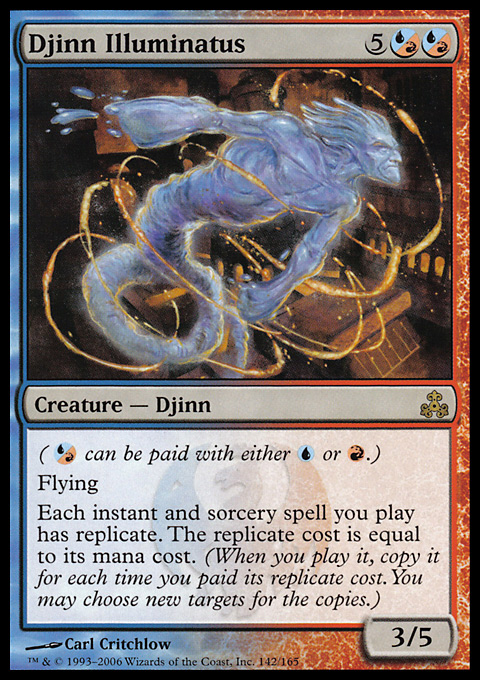 Djinn Illuminatus 5
Creature — Djinn
( can be paid with either or .)
Flying
Each instant and sorcery spell you play
has replicate. The replicate cost is equal
to its mana cost. (When you play it, copy it
for each time you paid its replicate cost. You
may choose new targets for the copies.)
Carl Critchlow
3/5
™ & © 1993–2006 Wizards of the Coast, Inc. 142/165